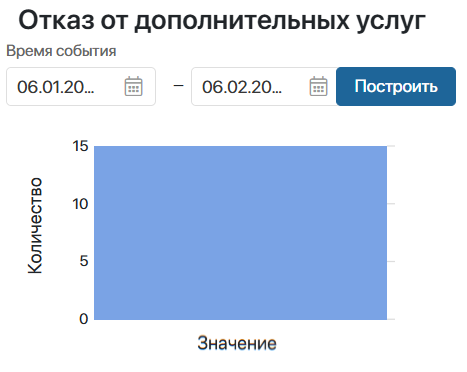 Отказ от дополнительных услуг
Время события
06.01.20... – 06.02.20... Построить
15
10
5
0
Количество
Значение